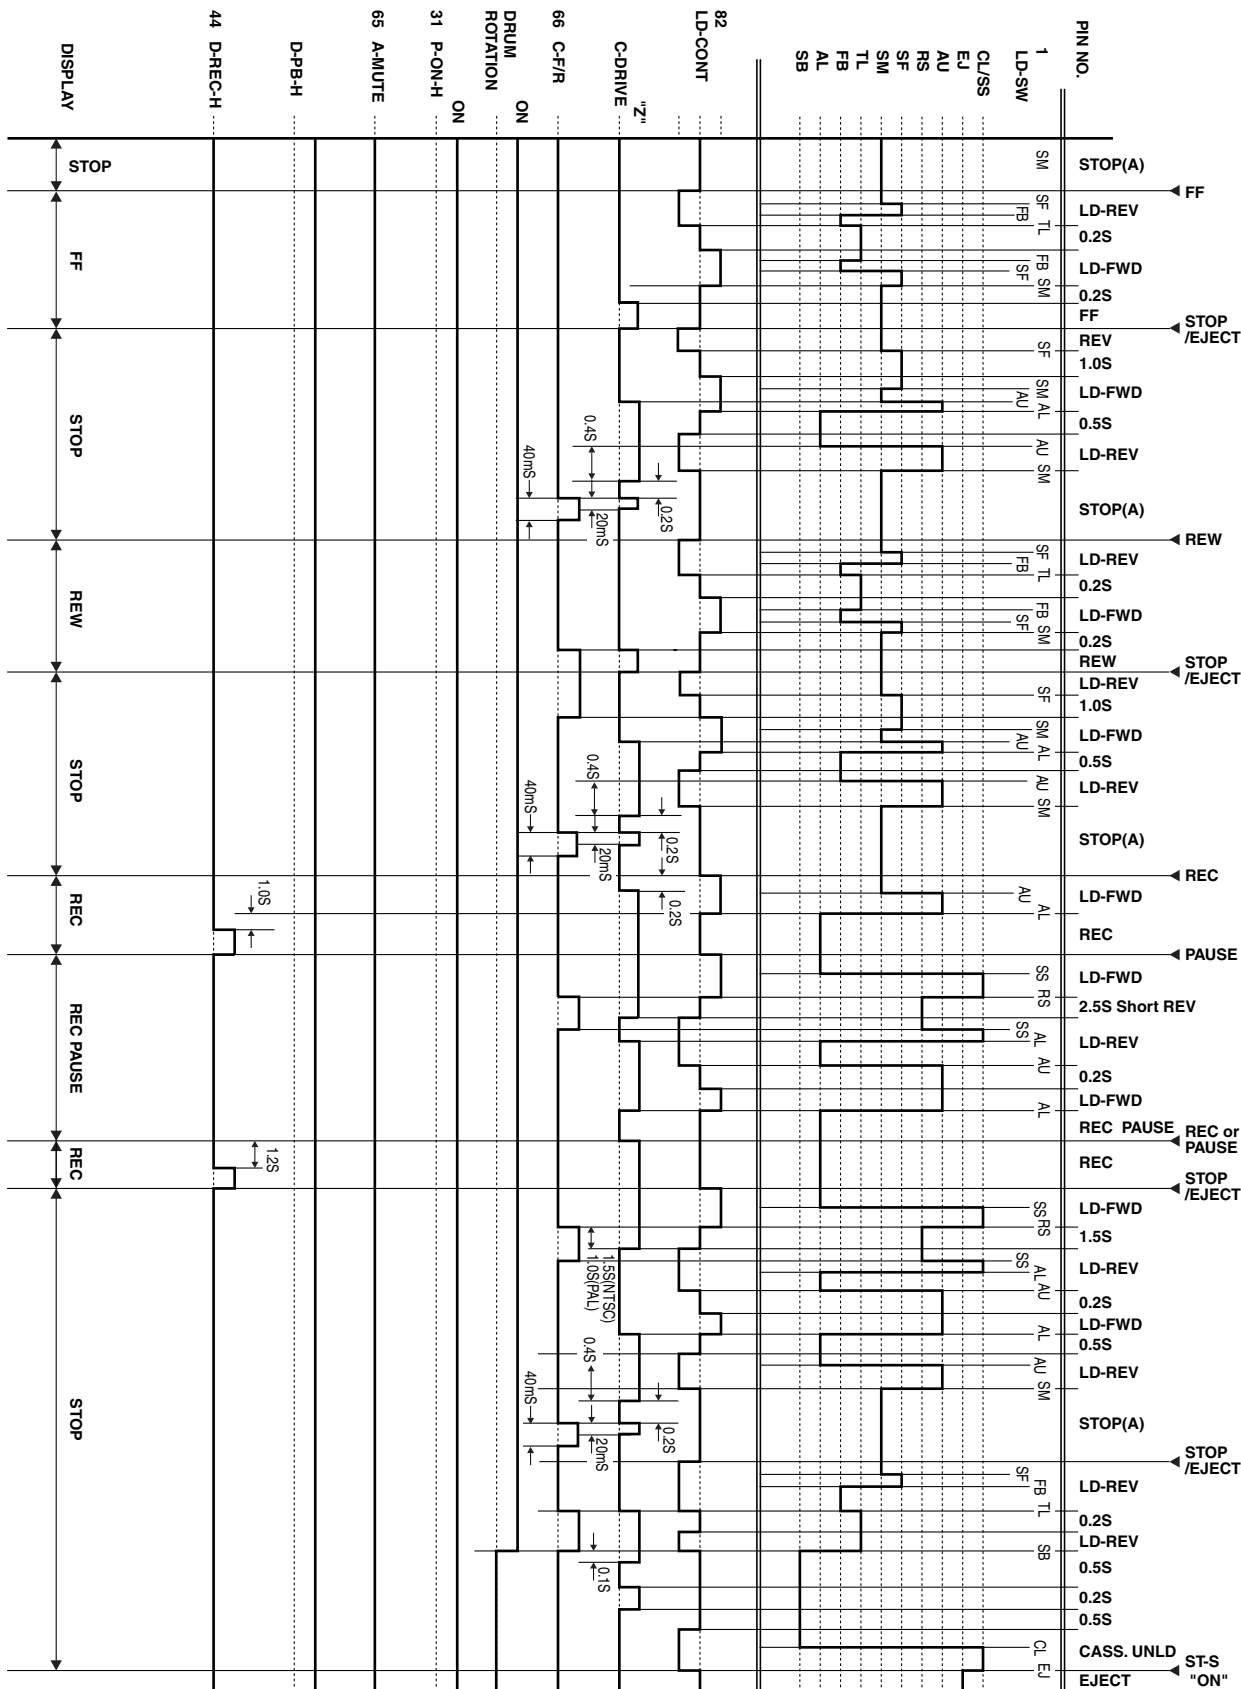 PIN NO.
1
LD-SW
CL/SS
EJ
AU
RS
SF
SM
TL
FB
AL
SB
82
LD-CONT
"Z"
C-DRIVE
66 C-F/R
ON
DRUM
ROTATION
ON
31 P-ON-H
65 A-MUTE
D-PB-H
44 D-REC-H
DISPLAY
FF
STOP
/EJECT
REW
STOP
/EJECT
REC
PAUSE
REC or
PAUSE
STOP
/EJECT
STOP
/EJECT
ST-S
"ON"
STOP(A)
LD-REV
0.2S
LD-FWD
0.2S
FF
REV
1.0S
LD-FWD
0.5S
LD-REV
STOP(A)
LD-REV
0.2S
LD-FWD
0.2S
REW
LD-REV
1.0S
LD-FWD
0.5S
LD-REV
STOP(A)
LD-FWD
REC
LD-FWD
2.5S Short REV
LD-REV
0.2S
LD-FWD
REC PAUSE
REC
LD-FWD
1.5S
LD-REV
0.2S
LD-FWD
0.5S
LD-REV
STOP(A)
LD-REV
0.2S
LD-REV
0.5S
0.2S
0.5S
CASS. UNLD
EJECT
SM
SF
FB
TL
FB
SF
SM
SF
SM
AU
AL
AU
SM
SF
FB
TL
FB
SF
SM
SF
SM
AU
AL
AU
SM
AU
AL
SS
RS
SS
AL
AU
AL
SS
RS
SS
AL
AU
AL
AU
SM
SF
FB
TL
SB
CL
EJ
0.4S
40mS
20mS
0.2S
0.4S
40mS
20mS
0.2S
0.2S
1.0S
1.2S
1.5S(NTSC)
1.0S(PAL)
0.4S
40mS
20mS
0.2S
0.1S
STOP
FF
STOP
REW
STOP
REC
REC PAUSE
REC
STOP